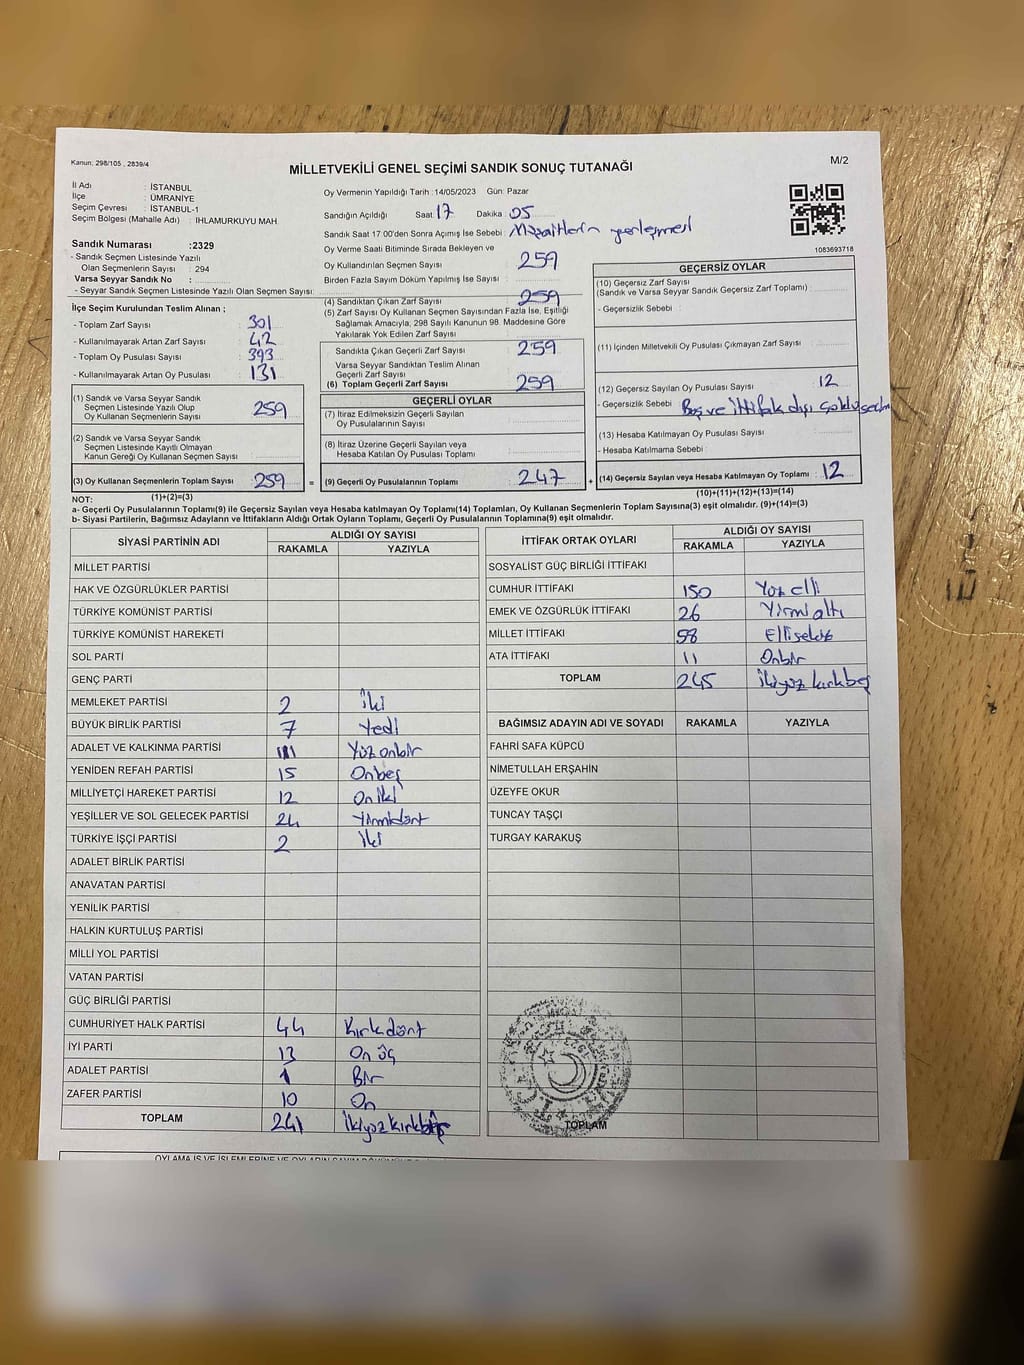 Kanun: 298/105 , 2839/4
M/2
MİLLETVEKİLİ GENEL SEÇİMİ SANDIK SONUÇ TUTANAĞI
İl Adı : İSTANBUL
İlçe : ÜMRANİYE
Seçim Çevresi : İSTANBUL-1
Seçim Bölgesi (Mahalle Adı) : IHLAMURKUYU MAH
Sandık Numarası :2329
- Sandık Seçmen Listesinde Yazılı
Olan Seçmenlerin Sayısı : 294
Varsa Seyyar Sandık No :
- Seyyar Sandık Seçmen Listesinde Yazılı Olan Seçmen Sayısı:
Oy Vermenin Yapıldığı Tarih :14/05/2023 Gün: Pazar
Sandığın Açıldığı Saat 17 Dakika 05
Sandık Saat 17:00'den Sonra Açımış İse Sebebi: Müşaitlerin yerleşmesi
Oy Verme Saati Bitiminde Sırada Bekleyen ve
Oy Kullandırılan Seçmen Sayısı : 259
Birden Fazla Sayım Döküm Yapılmış İse Sayısı :
1083693718
İlçe Seçim Kurulundan Teslim Alınan ;
- Toplam Zarf Sayısı : 301
- Kullanılmayarak Artan Zarf Sayısı : 42
- Toplam Oy Pusulası Sayısı : 393
- Kullanılmayarak Artan Oy Pusulası : 131
(1) Sandık ve Varsa Seyyar Sandık
Seçmen Listesinde Yazılı Olup
Oy Kullanan Seçmenlerin Sayısı : 259
(2) Sandık ve Varsa Seyyar Sandık
Seçmen Listesinde Kayıtlı Olmayan
Kanun Gereği Oy Kullanan Seçmen Sayısı :
(3) Oy Kullanan Seçmenlerin Toplam Sayısı : 259 =
(1)+(2)=(3)
(4) Sandıktan Çıkan Zarf Sayısı : 259
(5) Zarf Sayısı Oy Kullanan Seçmen Sayısından Fazla İse, Eşitliği
Sağlamak Amacıyla, 298 Sayılı Kanunun 98. Maddesine Göre
Yakılarak Yok Edilen Zarf Sayısı :
Sandıkta Çıkan Geçerli Zarf Sayısı : 259
Varsa Seyyar Sandıktan Teslim Alınan
Geçerli Zarf Sayısı :
(6) Toplam Geçerli Zarf Sayısı : 259
GEÇERLİ OYLAR
(7) İtiraz Edilmeksizin Geçerli Sayılan
Oy Pusulalarının Sayısı :
(8) İtiraz Üzerine Geçerli Sayılan veya
Hesaba Katılan Oy Pusulası Toplamı :
(9) Geçerli Oy Pusulalarının Toplamı : 247 +
GEÇERSİZ OYLAR
(10) Geçersiz Zarf Sayısı
(Sandık ve Varsa Seyyar Sandık Geçersiz Zarf Toplamı) :
- Geçersizlik Sebebi :
(11) İçinden Milletvekili Oy Pusulası Çıkmayan Zarf Sayısı :
(12) Geçersiz Sayılan Oy Pusulası Sayısı : 12
- Geçersizlik Sebebi : Boş ve ittifak dışı
(13) Hesaba Katılmayan Oy Pusulası Sayısı :
- Hesaba Katılmama Sebebi :
(14) Geçersiz Sayılan veya Hesaba Katılmayan Oy Toplamı : 12
(10)+(11)+(12)+(13)=(14)
NOT:
a- Geçerli Oy Pusulalarının Toplamı(9) ile Geçersiz Sayılan veya Hesaba katılmayan Oy Toplamı(14) Toplamları, Oy Kullanan Seçmenlerin Toplam Sayısına(3) eşit olmalıdır. (9)+(14)=(3)
b- Siyasi Partilerin, Bağımsız Adayların ve İttifakların Aldığı Ortak Oyların Toplamı, Geçerli Oy Pusulalarının Toplamına(9) eşit olmalıdır.
SİYASİ PARTİNİN ADI ALDIĞI OY SAYISI
RAKAMLA YAZIYLA
MİLLET PARTİSİ
HAK VE ÖZGÜRLÜKLER PARTİSİ
TÜRKİYE KOMÜNİST PARTİSİ
TÜRKİYE KOMÜNİST HAREKETİ
SOL PARTİ
GENÇ PARTİ
MEMLEKET PARTİSİ 2 iki
BÜYÜK BİRLİK PARTİSİ 7 Yedi
ADALET VE KALKINMA PARTİSİ 111 Yüz onbir
YENİDEN REFAH PARTİSİ 15 Onbeş
MİLLİYETÇİ HAREKET PARTİSİ 12 Oniki
YEŞİLLER VE SOL GELECEK PARTİSİ 24 Yirmidört
TÜRKİYE İŞÇİ PARTİSİ 2 iki
ADALET BİRLİK PARTİSİ
ANAVATAN PARTİSİ
YENİLİK PARTİSİ
HALKIN KURTULUŞ PARTİSİ
MİLLİ YOL PARTİSİ
VATAN PARTİSİ
GÜÇ BİRLİĞİ PARTİSİ
CUMHURİYET HALK PARTİSİ 44 Kırkdört
İYİ PARTİ 13 On üç
ADALET PARTİSİ 1 Bir
ZAFER PARTİSİ 10 On
TOPLAM 241
İTTİFAK ORTAK OYLARI ALDIĞI OY SAYISI
RAKAMLA YAZIYLA
SOSYALİST GÜÇ BİRLİĞİ İTTİFAKI
CUMHUR İTTİFAKI 150 Yüz elli
EMEK VE ÖZGÜRLÜK İTTİFAKI 26 Yirmialtı
MİLLET İTTİFAKI 58 Ellisekiz
ATA İTTİFAKI 11 Onbir
TOPLAM 245 ikiyüzkırkbeş
BAĞIMSIZ ADAYIN ADI VE SOYADI RAKAMLA YAZIYLA
FAHRİ SAFA KÜPCÜ
NİMETULLAH ERŞAHİN
ÜZEYFE OKUR
TUNCAY TAŞÇI
TURGAY KARAKUŞ
TOPLAM